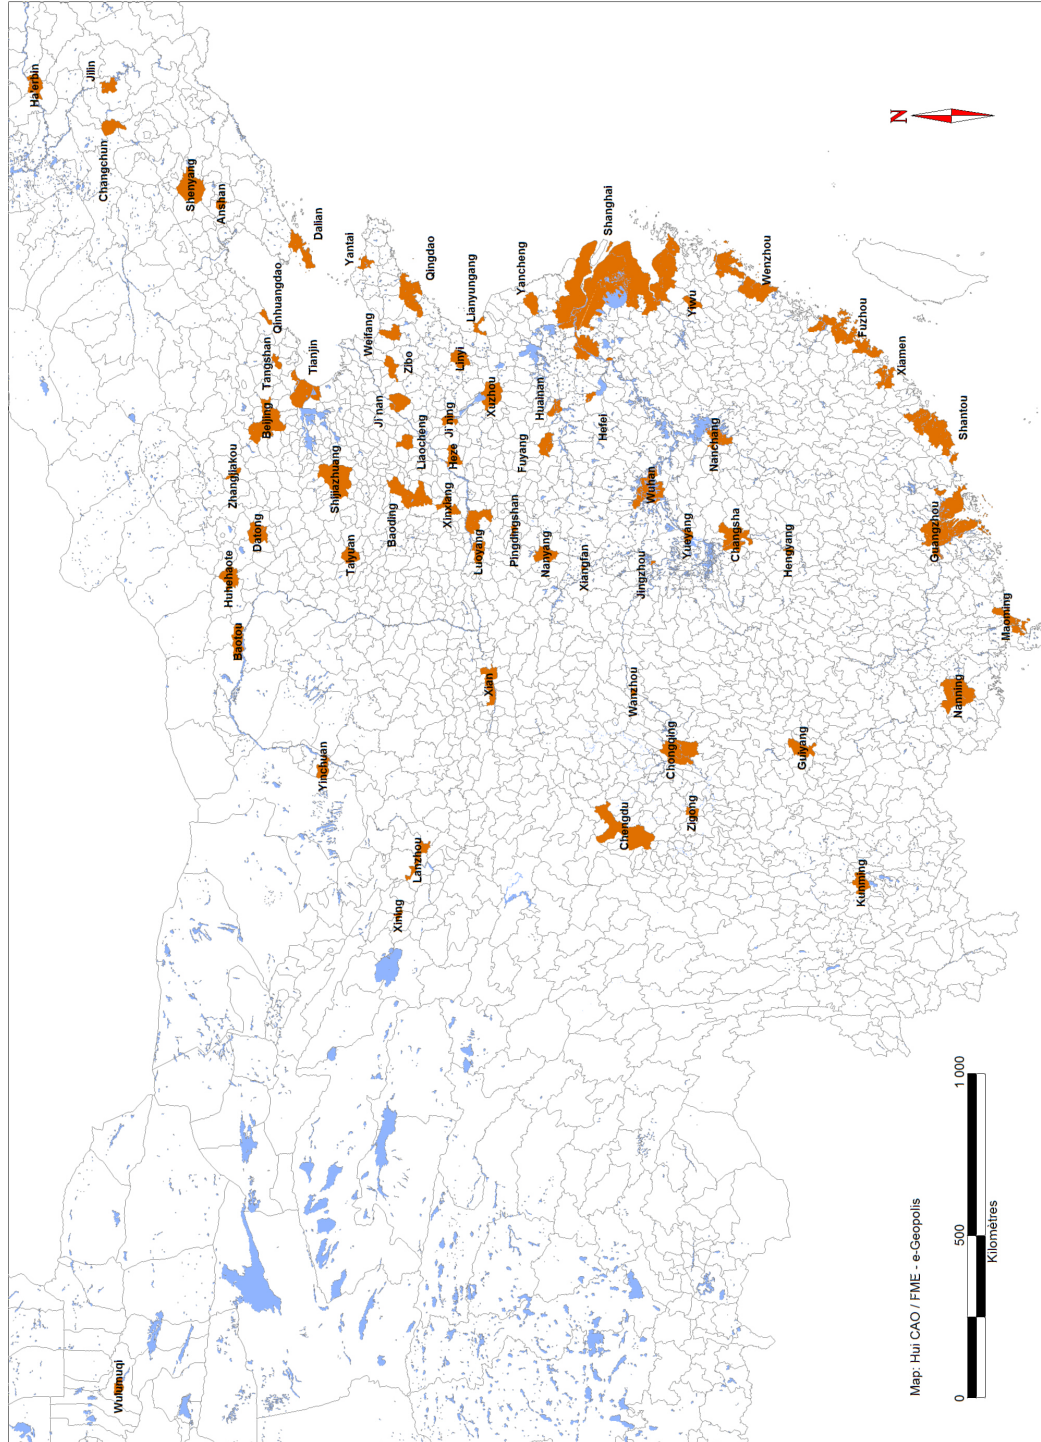 Ha'erbin
Jilin
Changchun
Shenyang
Anshan
Dalian
Yantai
Qingdao
Qinhuangdao
Lianyungang
Yancheng
Shanghai
Wenzhou
Yiwu
Weifang
Tangshan
Tianjin
Zibo
Linyi
Fuzhou
Xiamen
Beijing
Ji'nan
Xuzhou
Huainan
Hefei
Shantou
Zhangjiakou
Shijiazhuang
Liaocheng
Heze
Ji ning
Fuyang
Nanchang
Wuhan
Datong
Baoding
Xinxiang
Taiyuan
Luoyang
Pingdingshan
Nanyang
Xiangfan
Jingzhou
Yueyang
Changsha
Hengyang
Guangzhou
Huhehaote
Baotou
Maoming
Xian
Wanzhou
Nanning
Yinchuan
Chongqing
Guiyang
Zigong
Chengdu
Lanzhou
Kunming
Xining
Wulumuqi
N
Map: Hui CAO / FME - e-Geopolis
0 500 1 000
Kilomètres